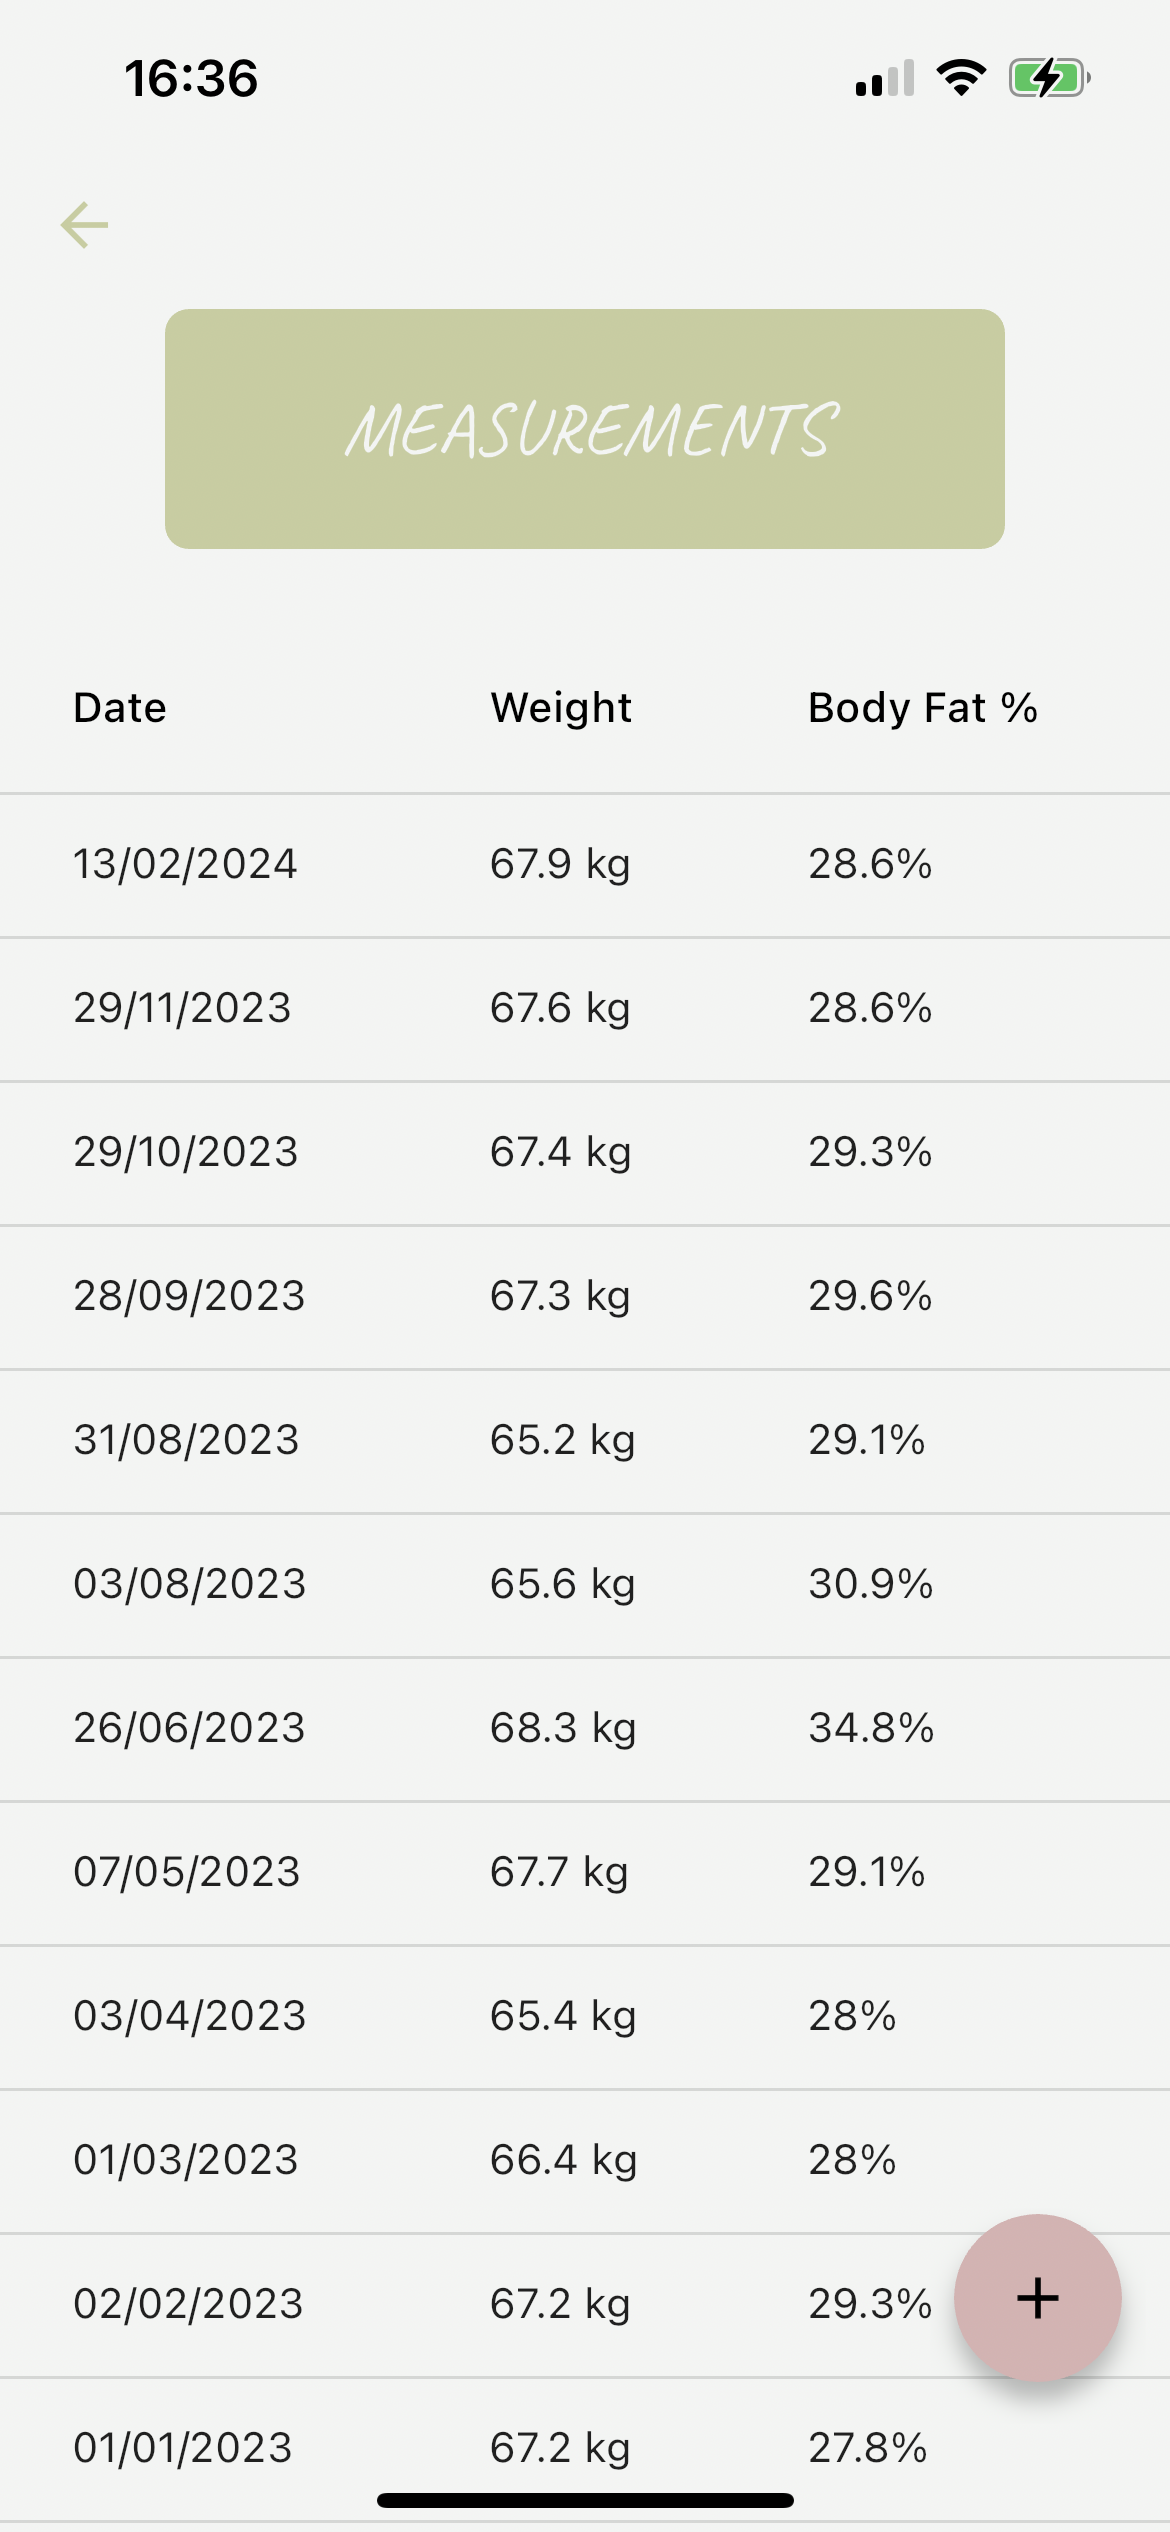 16:36
MEASUREMENTS
Date Weight Body Fat %
13/02/2024 67.9 kg 28.6%
29/11/2023 67.6 kg 28.6%
29/10/2023 67.4 kg 29.3%
28/09/2023 67.3 kg 29.6%
31/08/2023 65.2 kg 29.1%
03/08/2023 65.6 kg 30.9%
26/06/2023 68.3 kg 34.8%
07/05/2023 67.7 kg 29.1%
03/04/2023 65.4 kg 28%
01/03/2023 66.4 kg 28%
02/02/2023 67.2 kg 29.3%
01/01/2023 67.2 kg 27.8%